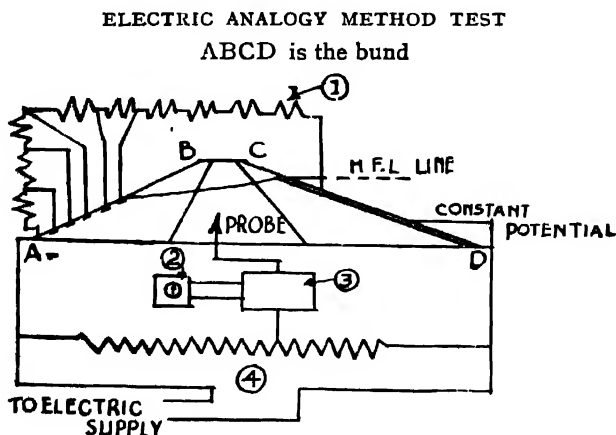 ELECTRIC ANALOGY METHOD TEST
ABCD is the bund
1
B C
H.F.L LINE
CONSTANT
POTENTIAL
PROBE
A
D
2
3
4
TO ELECTRIC
SUPPLY